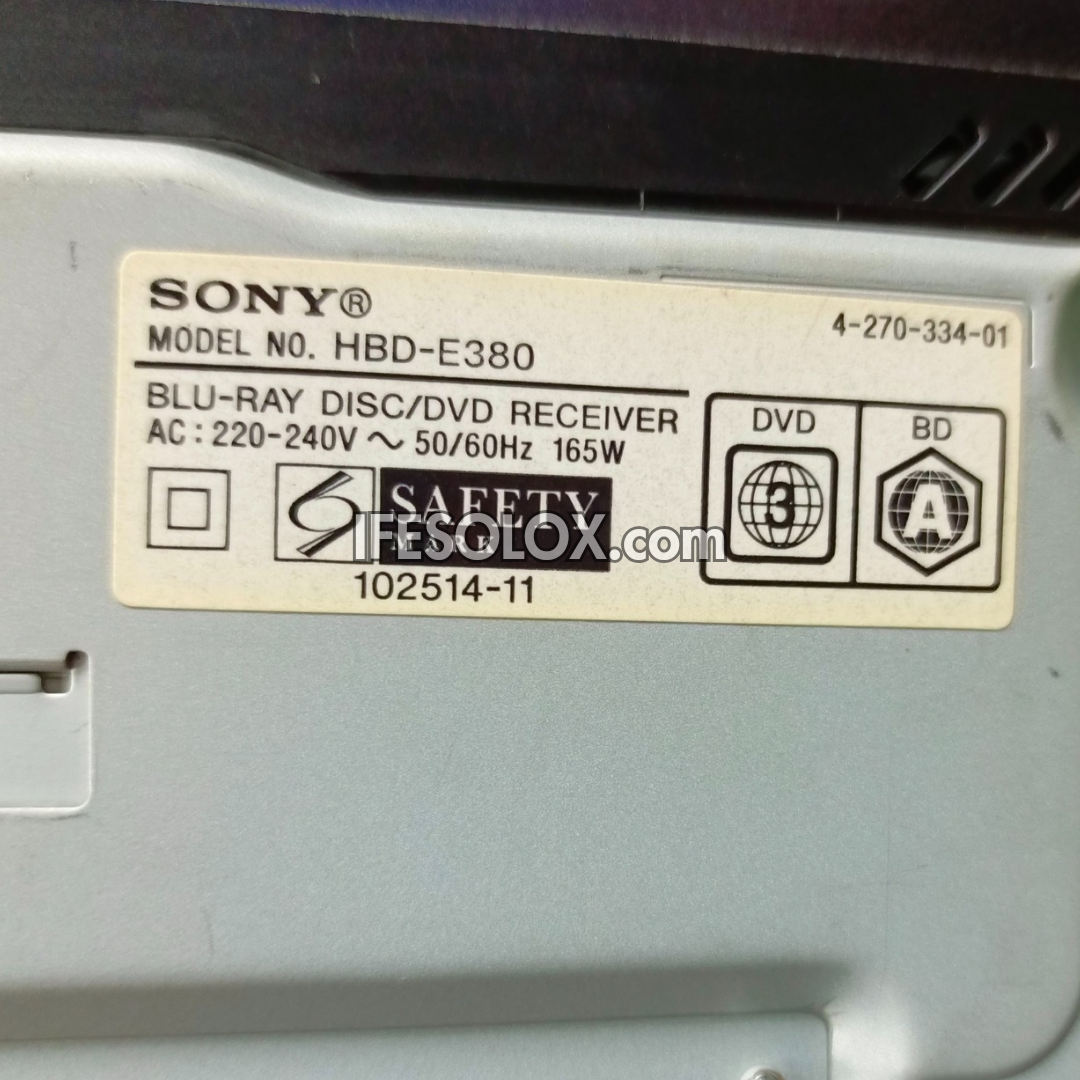 SONY®
4-270-334-01
MODEL NO. HBD-E380
BLU-RAY DISC/DVD RECEIVER
AC : 220-240V ~ 50/60Hz 165W
DVD
BD
3
A
SAFETY
MARK
IFESOLOX.com
102514-11